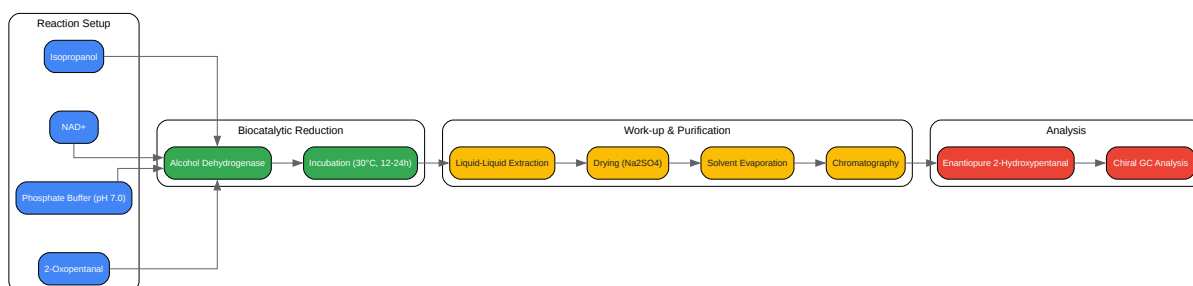 Reaction Setup
Isopropanol
NAD+
Phosphate Buffer (pH 7.0)
2-Oxopentanal
Biocatalytic Reduction
Alcohol Dehydrogenase
Incubation (30°C, 12-24h)
Work-up & Purification
Liquid-Liquid Extraction
Drying (Na2SO4)
Solvent Evaporation
Chromatography
Analysis
Enantiopure 2-Hydroxypentanal
Chiral GC Analysis